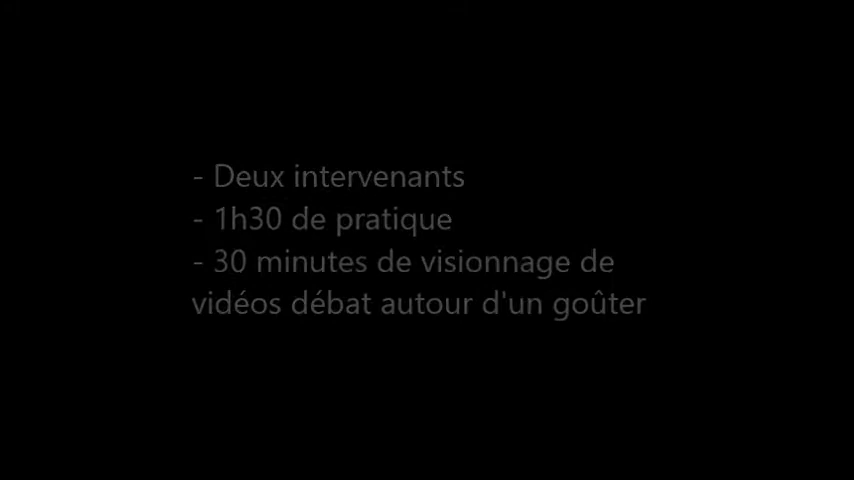 - Deux intervenants
- 1h30 de pratique
- 30 minutes de visionnage de
vidéos débat autour d'un goûter